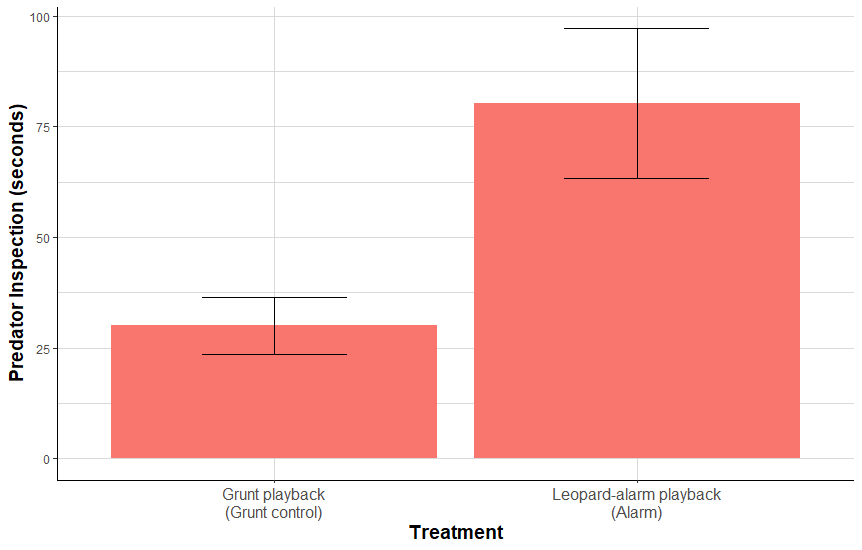 Predator Inspection (seconds)
100
75
50
25
0
Grunt playback
(Grunt control)
Leopard-alarm playback
(Alarm)
Treatment